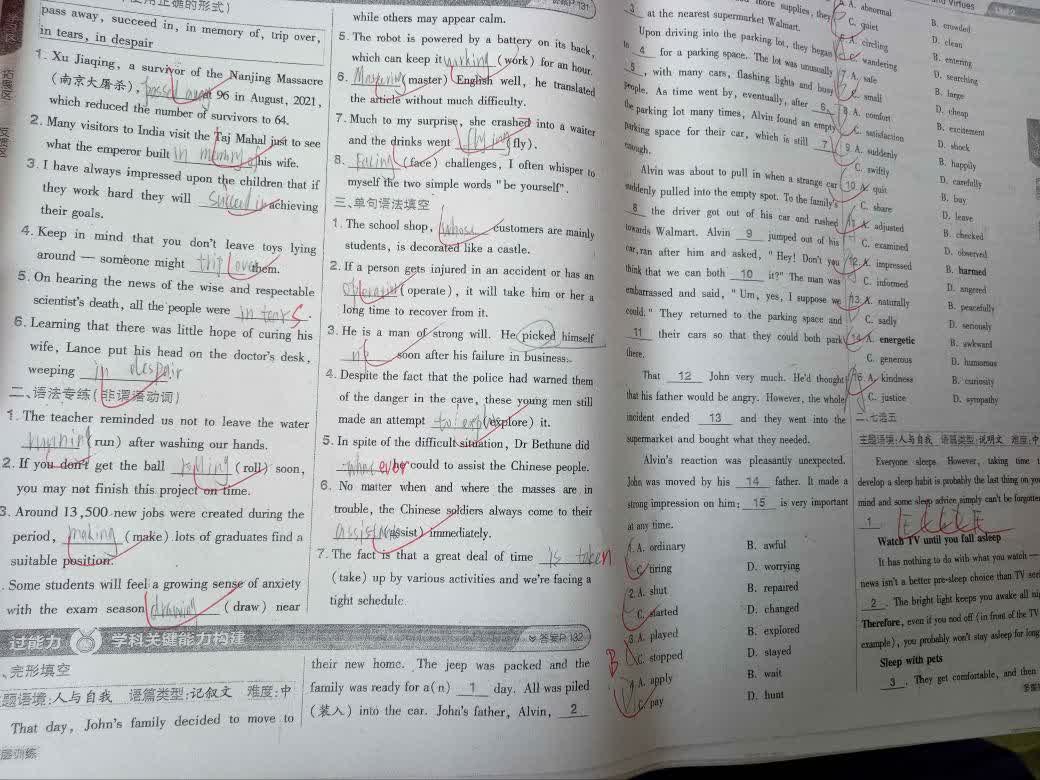 用正确的形式)
pass away, succeed in, in memory of, trip over,
in tears, in despair
1. Xu Jiaqing, a survivor of the Nanjing Massacre
(南京大屠杀), passed away at 96 in August, 2021,
which reduced the number of survivors to 64.
2. Many visitors to India visit the Taj Mahal just to see
what the emperor built in memory of his wife.
3. I have always impressed upon the children that if
they work hard they will succeed in achieving
their goals.
4. Keep in mind that you don't leave toys lying
around — someone might trip over them.
5. On hearing the news of the wise and respectable
scientist's death, all the people were in tears.
6. Learning that there was little hope of curing his
wife, Lance put his head on the doctor's desk,
weeping in despair
二、语法专练(非谓语动词)
1. The teacher reminded us not to leave the water
running (run) after washing our hands.
2. If you don't get the ball rolling (roll) soon,
you may not finish this project on time.
3. Around 13,500 new jobs were created during the
period, making (make) lots of graduates find a
suitable position.
. Some students will feel a growing sense of anxiety
with the exam season drawing (draw) near
过能力 学科关键能力构建 答案P.132
、完形填空
主题语境:人与自我 语篇类型:记叙文 难度:中
That day, John's family decided to move to
答案P.131
while others may appear calm.
5. The robot is powered by a battery on its back,
which can keep it working (work) for an hour.
6. Mastering (master) English well, he translated
the article without much difficulty.
7. Much to my surprise, she crashed into a waiter
and the drinks went flying (fly).
8. Facing (face) challenges, I often whisper to
myself the two simple words "be yourself".
三、单句语法填空
1. The school shop, whose customers are mainly
students, is decorated like a castle.
2. If a person gets injured in an accident or has an
operation (operate), it will take him or her a
long time to recover from it.
3. He is a man of strong will. He picked himself
up soon after his failure in business.
4. Despite the fact that the police had warned them
of the danger in the cave, these young men still
made an attempt to explore (explore) it.
5. In spite of the difficult situation, Dr Bethune did
whatever he could to assist the Chinese people.
6. No matter when and where the masses are in
trouble, the Chinese soldiers always come to their
assistance (assist) immediately.
7. The fact is that a great deal of time is taken
(take) up by various activities and we're facing a
tight schedule.
their new home. The jeep was packed and the
family was ready for a(n) 1 day. All was piled
(装入) into the car. John's father, Alvin, 2
more supplies, they
3 at the nearest supermarket Walmart.
Upon driving into the parking lot, they began
to 4 for a parking space. The lot was unusually
5, with many cars, flashing lights and busy
people. As time went by, eventually, after 6
the parking lot many times, Alvin found an empty
parking space for their car, which is still 7
enough.
Alvin was about to pull in when a strange car
suddenly pulled into the empty spot. To the family's
8 the driver got out of his car and rushed
towards Walmart. Alvin 9 jumped out of his
car, ran after him and asked, "Hey! Don't you
think that we can both 10 it?" The man was
embarrassed and said, "Um, yes, I suppose we
could." They returned to the parking space and
11 their cars so that they could both park
there.
That 12 John very much. He'd thought
that his father would be angry. However, the whole
incident ended 13 and they went into the
supermarket and bought what they needed.
Alvin's reaction was pleasantly unexpected.
John was moved by his 14 father. It made a
strong impression on him; 15 is very important
at any time.
1. A. ordinary B. awful
C. tiring D. worrying
2. A. shut B. repaired
C. started D. changed
3. A. played B. explored
B C. stopped D. stayed
4. A. apply B. wait
C. pay D. hunt
and Virtues Unit 2
A. abnormal B. crowded
C. quiet D. clean
A. circling B. entering
C. wandering D. searching
7 A. safe B. large
C. small D. cheap
8 A. comfort B. excitement
C. satisfaction D. shock
9 A. suddenly B. happily
C. swiftly D. carefully
10 A. quit B. buy
C. share D. leave
A. adjusted B. checked
C. examined D. observed
12 A. impressed B. harmed
C. informed D. angered
13 A. naturally B. peacefully
C. sadly D. seriously
14 A. energetic B. awkward
C. generous D. humorous
15 A. kindness B. curiosity
C. justice D. sympathy
二、七选五
主题语境:人与自我 语篇类型:说明文 难度:中
Everyone sleeps. However, taking time
develop a sleep habit is probably the last thing on you
mind and some sleep advice simply can't be forgotten
1
Watch TV until you fall asleep
It has nothing to do with what you watch —
news isn't a better pre-sleep choice than TV seri
2. The bright light keeps you awake all ni
Therefore, even if you nod off (in front of the TV
example), you probably won't stay asleep for long
Sleep with pets
3. They get comfortable, and then